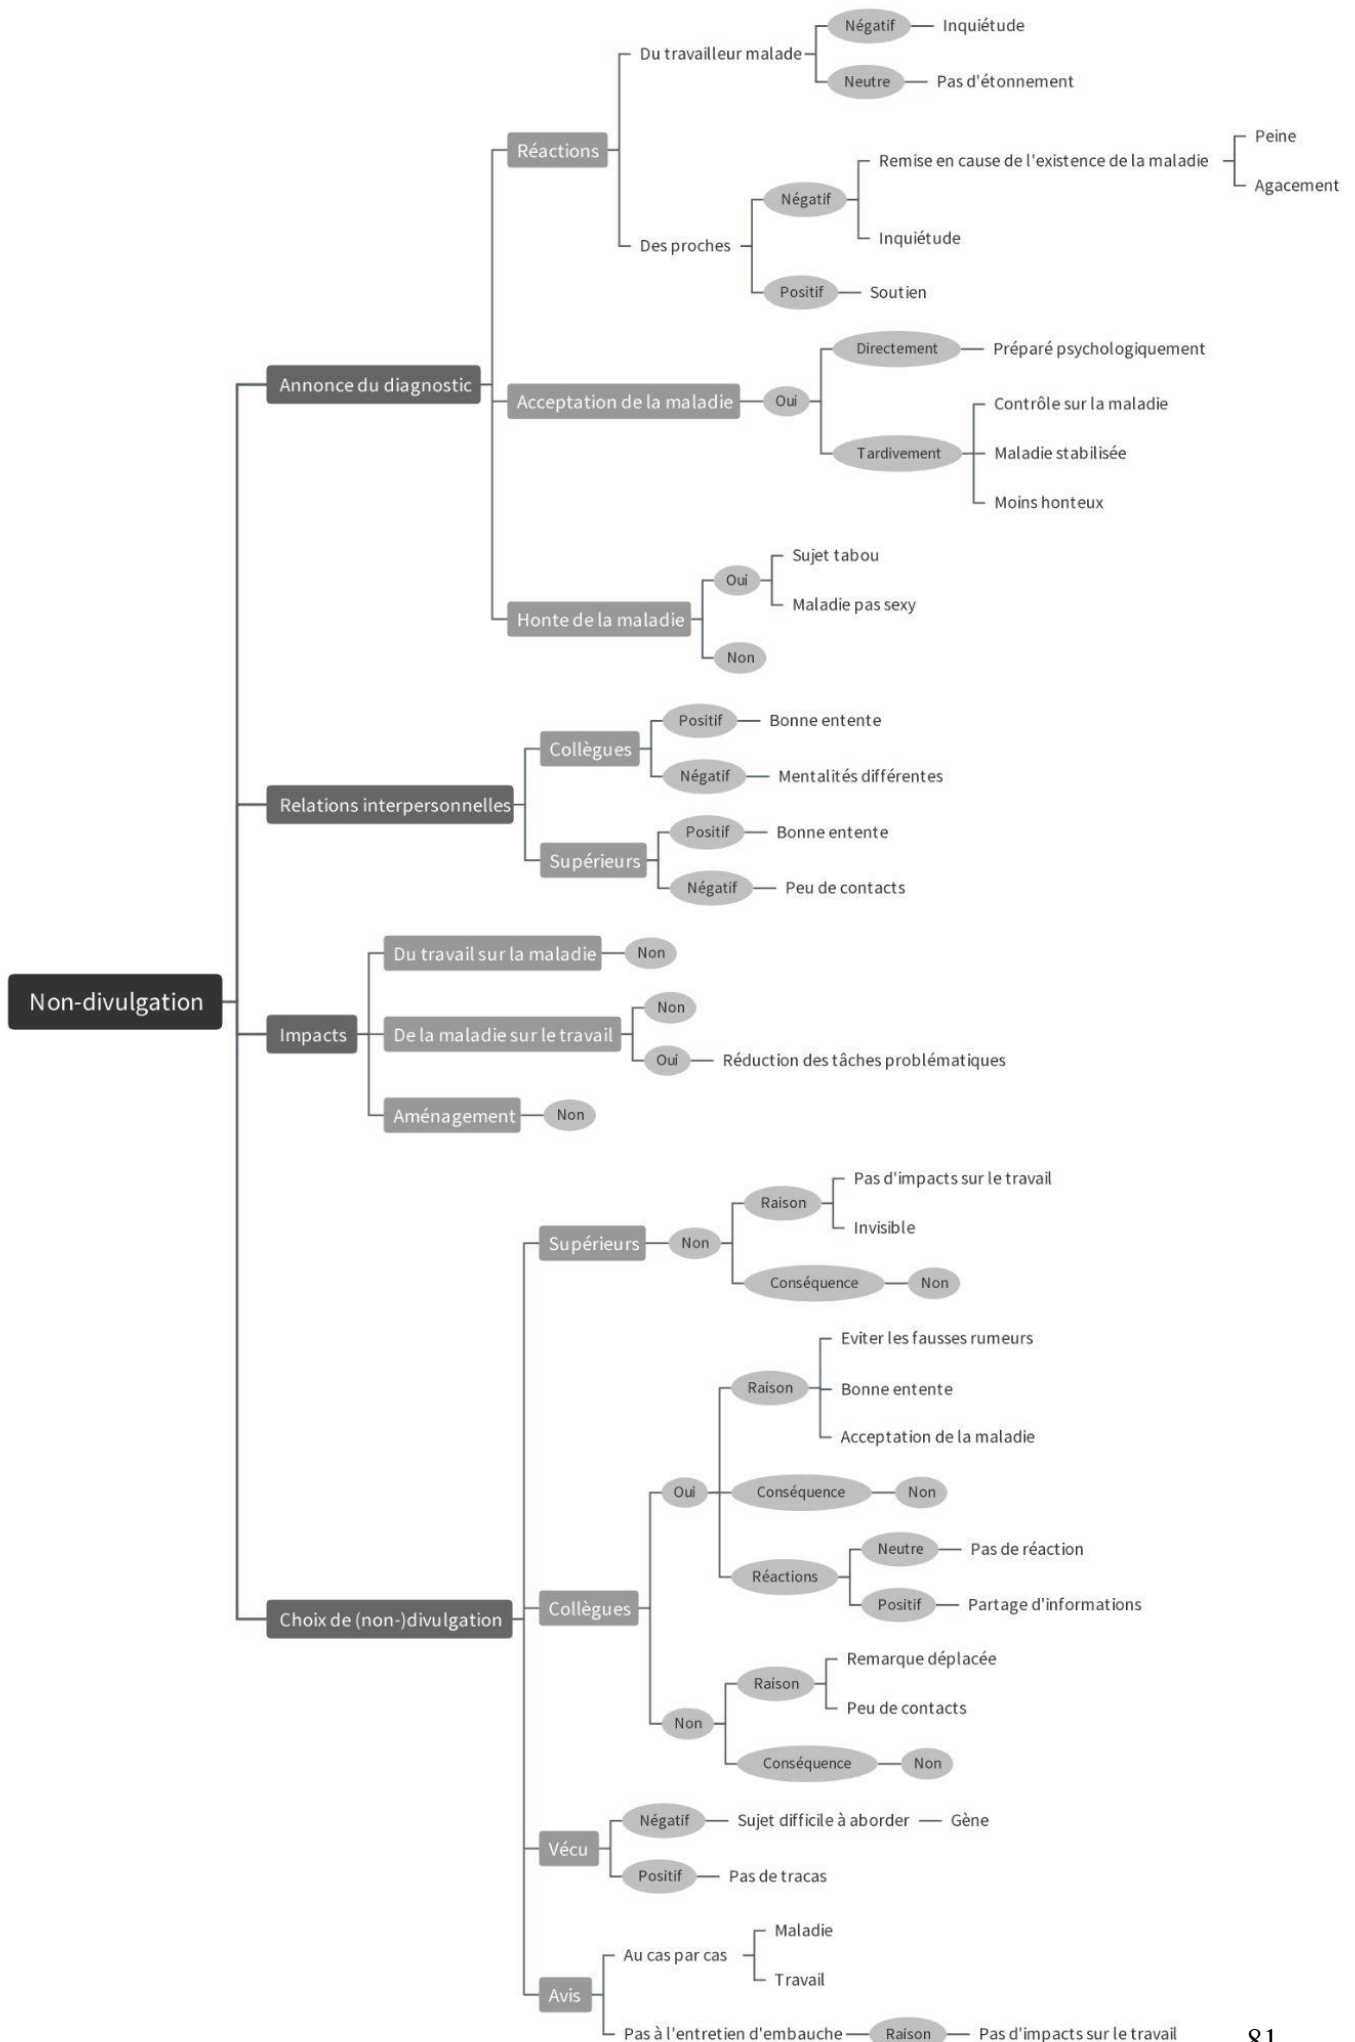 Non-divulgation
Annonce du diagnostic
Réactions
Du travailleur malade
Négatif
Inquiétude
Neutre
Pas d'étonnement
Des proches
Négatif
Remise en cause de l'existence de la maladie
Peine
Agacement
Inquiétude
Positif
Soutien
Acceptation de la maladie
Oui
Directement
Préparé psychologiquement
Tardivement
Contrôle sur la maladie
Maladie stabilisée
Moins honteux
Honte de la maladie
Oui
Sujet tabou
Maladie pas sexy
Non
Relations interpersonnelles
Collègues
Positif
Bonne entente
Négatif
Mentalités différentes
Supérieurs
Positif
Bonne entente
Négatif
Peu de contacts
Impacts
Du travail sur la maladie
Non
De la maladie sur le travail
Non
Oui
Réduction des tâches problématiques
Aménagement
Non
Choix de (non-)divulgation
Supérieurs
Non
Raison
Pas d'impacts sur le travail
Invisible
Conséquence
Non
Collègues
Oui
Raison
Eviter les fausses rumeurs
Bonne entente
Acceptation de la maladie
Conséquence
Non
Réactions
Neutre
Pas de réaction
Positif
Partage d'informations
Non
Raison
Remarque déplacée
Peu de contacts
Conséquence
Non
Vécu
Négatif
Sujet difficile à aborder
Gène
Positif
Pas de tracas
Avis
Au cas par cas
Maladie
Travail
Pas à l'entretien d'embauche
Raison
Pas d'impacts sur le travail
81